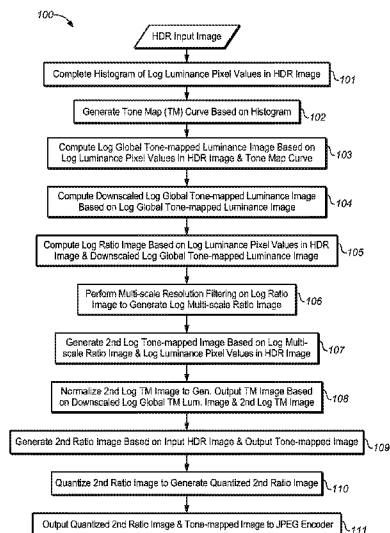 100
HDR Input Image
Complete Histogram of Log Luminance Pixel Values in HDR Image
101
Generate Tone Map (TM) Curve Based on Histogram
102
Compute Log Global Tone-mapped Luminance Image Based on
Log Luminance Pixel Values in HDR Image & Tone Map Curve
103
Compute Downscaled Log Global Tone-mapped Luminance Image
Based on Log Global Tone-mapped Luminance Image
104
Compute Log Ratio Image Based on Log Luminance Pixel Values in HDR
Image & Downscaled Log Global Tone-mapped Luminance Image
105
Perform Multi-scale Resolution Filtering on Log Ratio
Image to Generate Log Multi-scale Ratio Image
106
Generate 2nd Log Tone-mapped Image Based on Log Multi-
scale Ratio Image & Log Luminance Pixel Values in HDR Image
107
Normalize 2nd Log TM Image to Gen. Output TM Image Based
on Downscaled Log Global TM Lum. Image & 2nd Log TM Image
108
Generate 2nd Ratio Image Based on Input HDR Image & Output Tone-mapped Image
109
Quantize 2nd Ratio Image to Generate Quantized 2nd Ratio Image
110
Output Quantized 2nd Ratio Image & Tone-mapped Image to JPEG Encoder
111